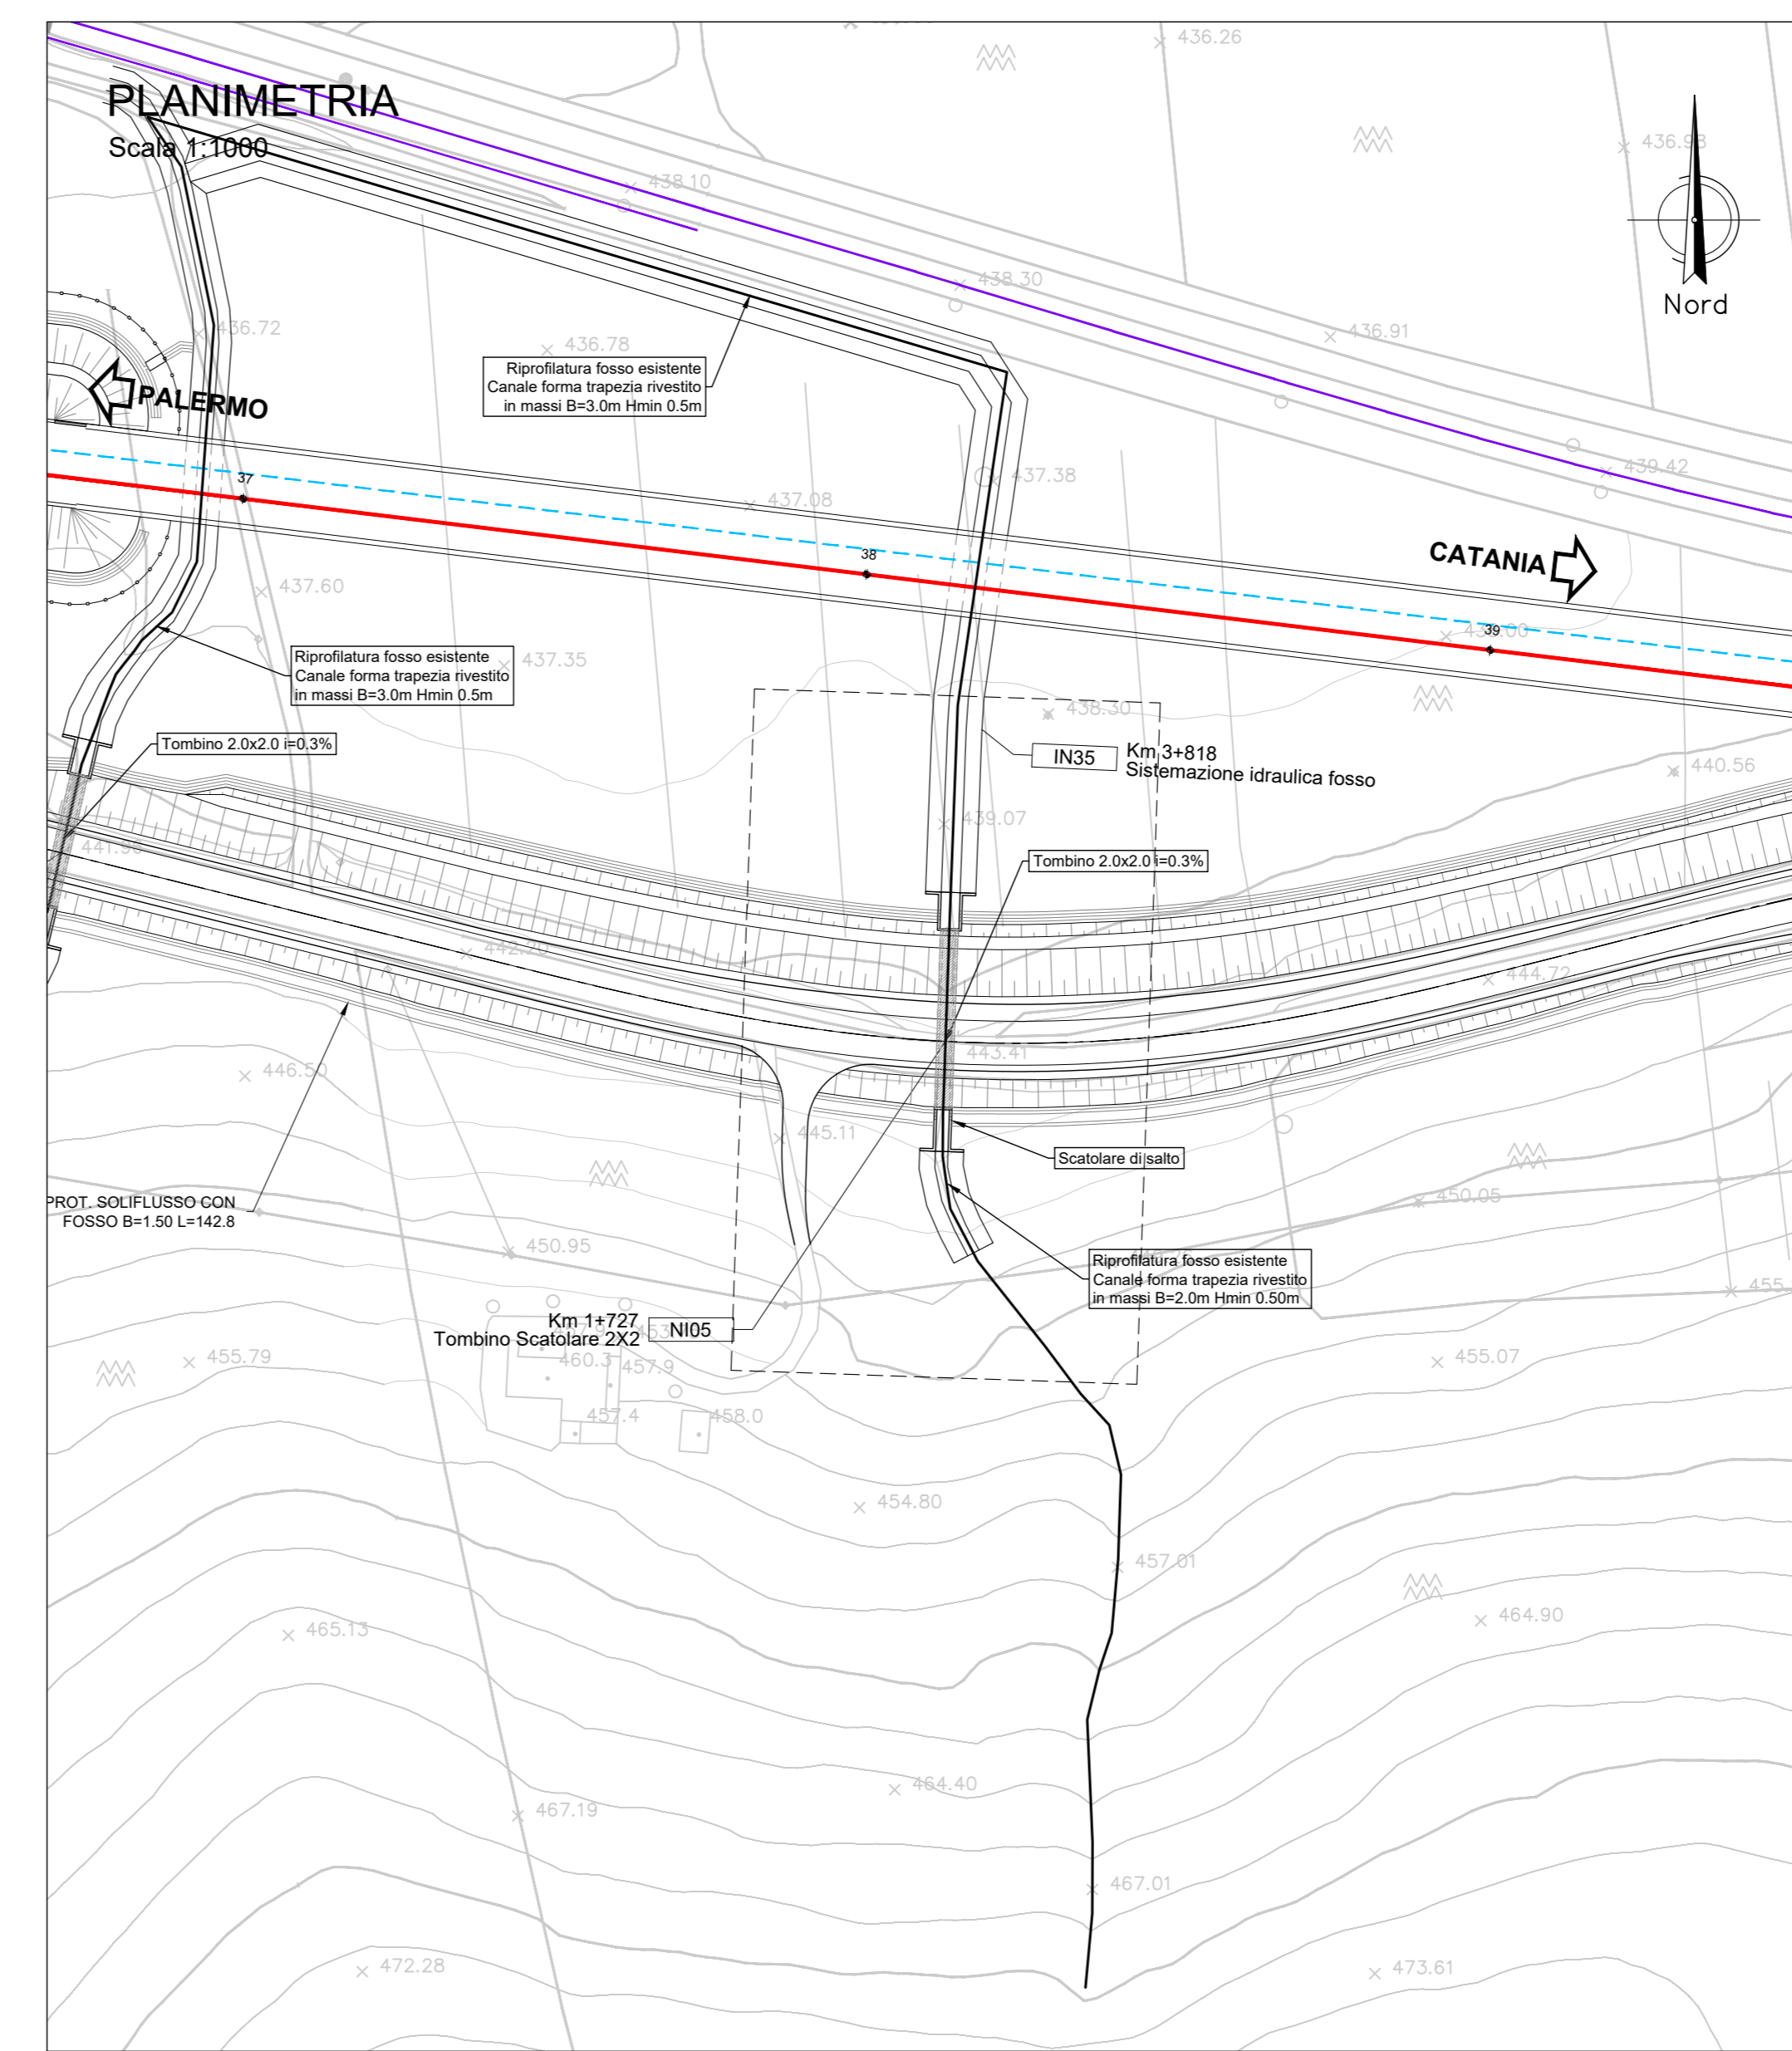 PLANIMETRIA
Scala 1:1000
436.26
436.98
Nord
438.10
438.30
436.91
436.72
436.78
Riprofilatura fosso esistente
Canale forma trapezia rivestito
in massi B=3.0m Hmin 0.5m
PALERMO
439.42
37
437.08
437.38
38
CATANIA
437.60
39
Riprofilatura fosso esistente
Canale forma trapezia rivestito
in massi B=3.0m Hmin 0.5m
437.35
438.30
Tombino 2.0x2.0 i=0.3%
IN35
Km 3+818
Sistemazione idraulica fosso
440.56
439.07
Tombino 2.0x2.0 i=0.3%
442.20
444.72
443.41
446.50
445.11
Scatolare di salto
PROT. SOLIFLUSSO CON
FOSSO B=1.50 L=142.8
450.05
450.95
Riprofilatura fosso esistente
Canale forma trapezia rivestito
in massi B=2.0m Hmin 0.50m
Km 1+727
Tombino Scatolare 2X2
NI05
455.79
460.3
457.9
455.07
457.4
458.0
454.80
457.01
465.13
464.90
464.40
467.19
467.01
472.28
473.61